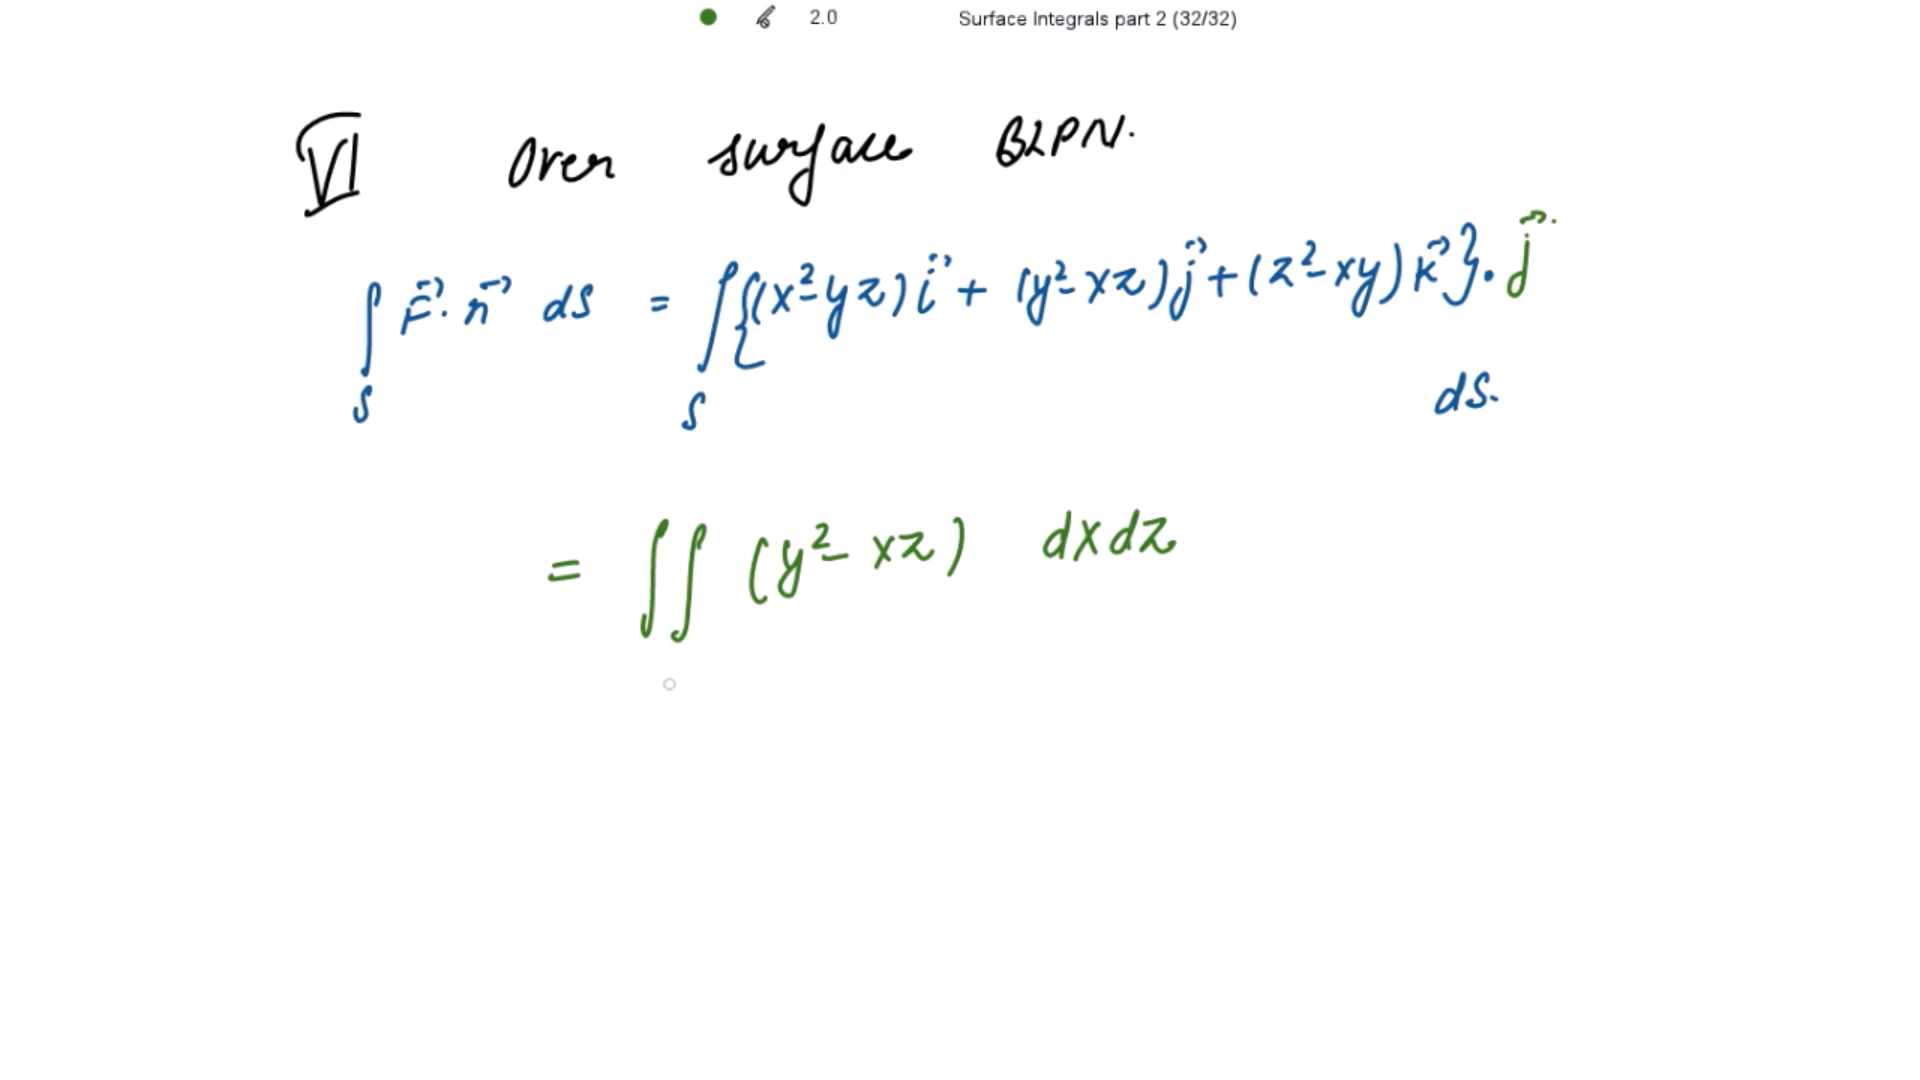 2.0 Surface Integrals part 2 (32/32)
VI Over surface BLPN.
∫_S F⃗·n⃗ dS = ∫_S {(x²-yz)i⃗ + (y²-xz)j⃗ + (z²-xy)k⃗}·j⃗
ds.
= ∫∫ (y²-xz) dxdz